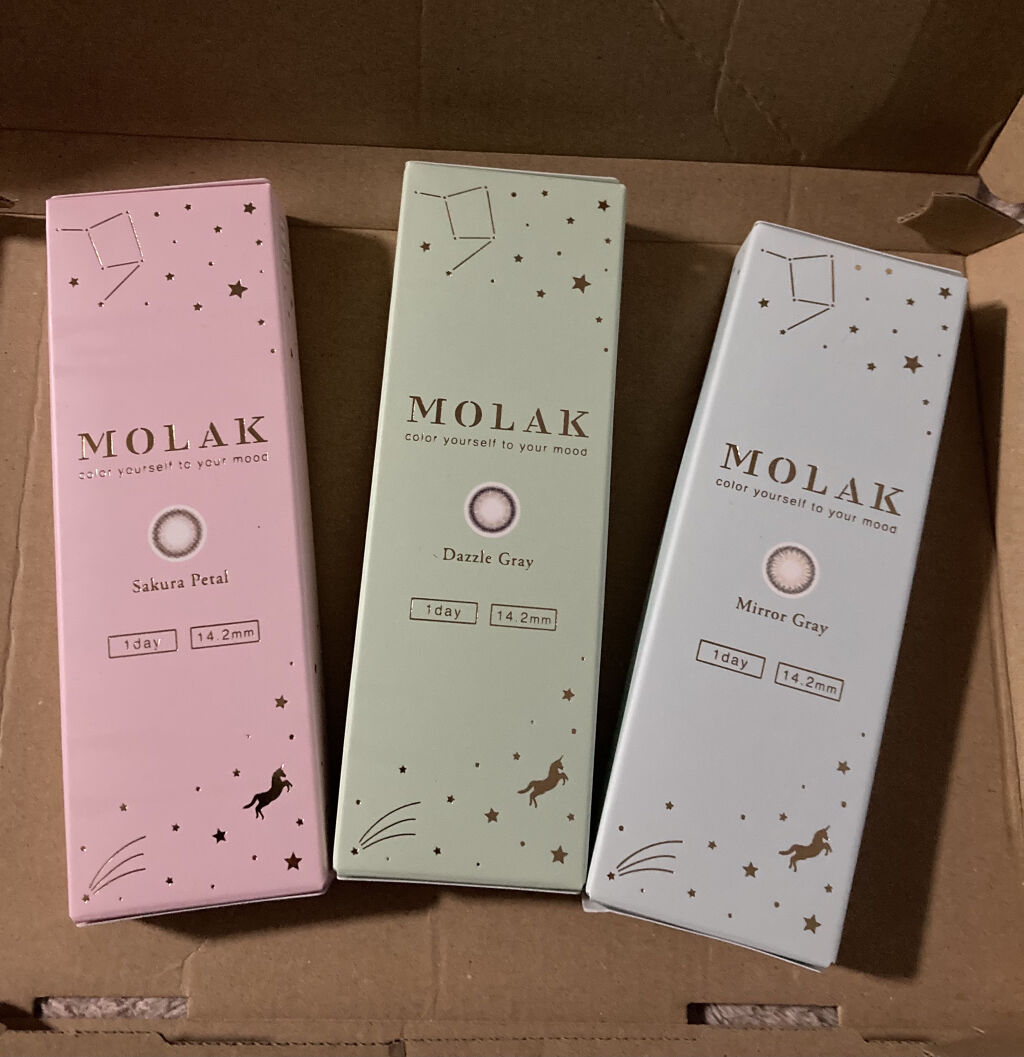 MOLAK
color yourself to your mood
Sakura Petal
1day
14.2mm
MOLAK
color yourself to your mood
Dazzle Gray
1day
14.2mm
MOLAK
color yourself to your mood
Mirror Gray
1day
14.2mm